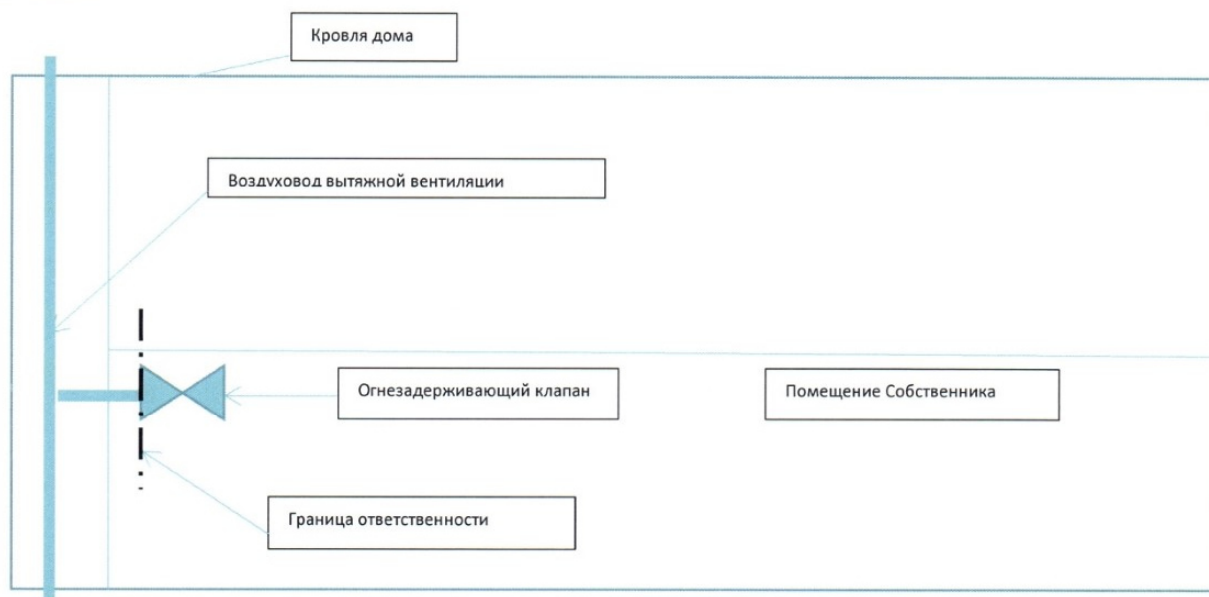 Кровля дома
Воздуховод вытяжной вентиляции
Огнезадерживающий клапан
Помещение Собственника
Граница ответственности